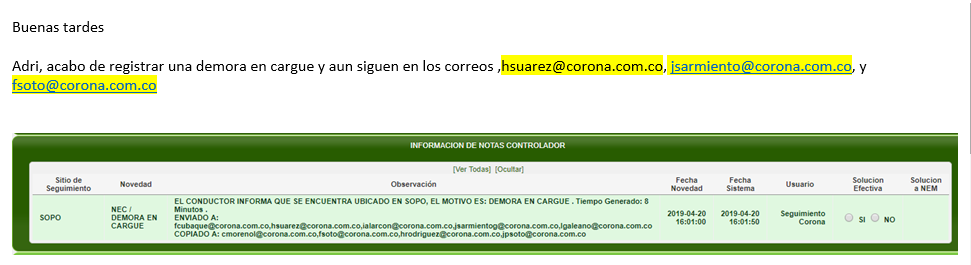 Buenas tardes
Adri, acabo de registrar una demora en cargue y aun siguen en los correos ,hsuarez@corona.com.co, jsarmiento@corona.com.co, y
fsoto@corona.com.co
INFORMACION DE NOTAS CONTROLADOR
[Ver Todas] [Ocultar]
Sitio de Seguimiento Novedad Observación Fecha Novedad Fecha Sistema Usuario Solucion Efectiva Solucion a NEM
SOPO
NEC /
DEMORA EN
CARGUE
EL CONDUCTOR INFORMA QUE SE ENCUENTRA UBICADO EN SOPO, EL MOTIVO ES: DEMORA EN CARGUE . Tiempo Generado: 8
Minutos .
ENVIADO A:
fcubaque@corona.com.co,hsuarez@corona.com.co,ialarcon@corona.com.co,jsarmientog@corona.com.co,lgaleano@corona.com.co
COPIADO A: cmorenol@corona.com.co,fsoto@corona.com.co,hrodriguez@corona.com.co,jpsoto@corona.com.co
2019-04-20
16:01:00
2019-04-20
16:01:50
Seguimiento
Corona
SI NO